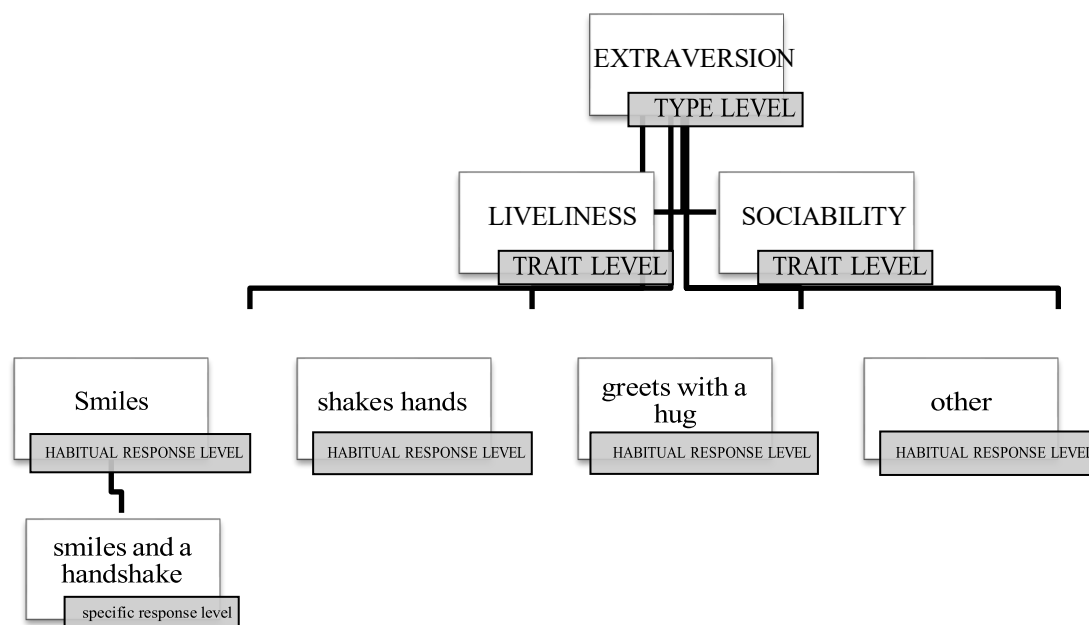 EXTRAVERSION
TYPE LEVEL
LIVELINESS
TRAIT LEVEL
SOCIABILITY
TRAIT LEVEL
Smiles
HABITUAL RESPONSE LEVEL
shakes hands
HABITUAL RESPONSE LEVEL
greets with a
hug
HABITUAL RESPONSE LEVEL
other
HABITUAL RESPONSE LEVEL
smiles and a
handshake
specific response level